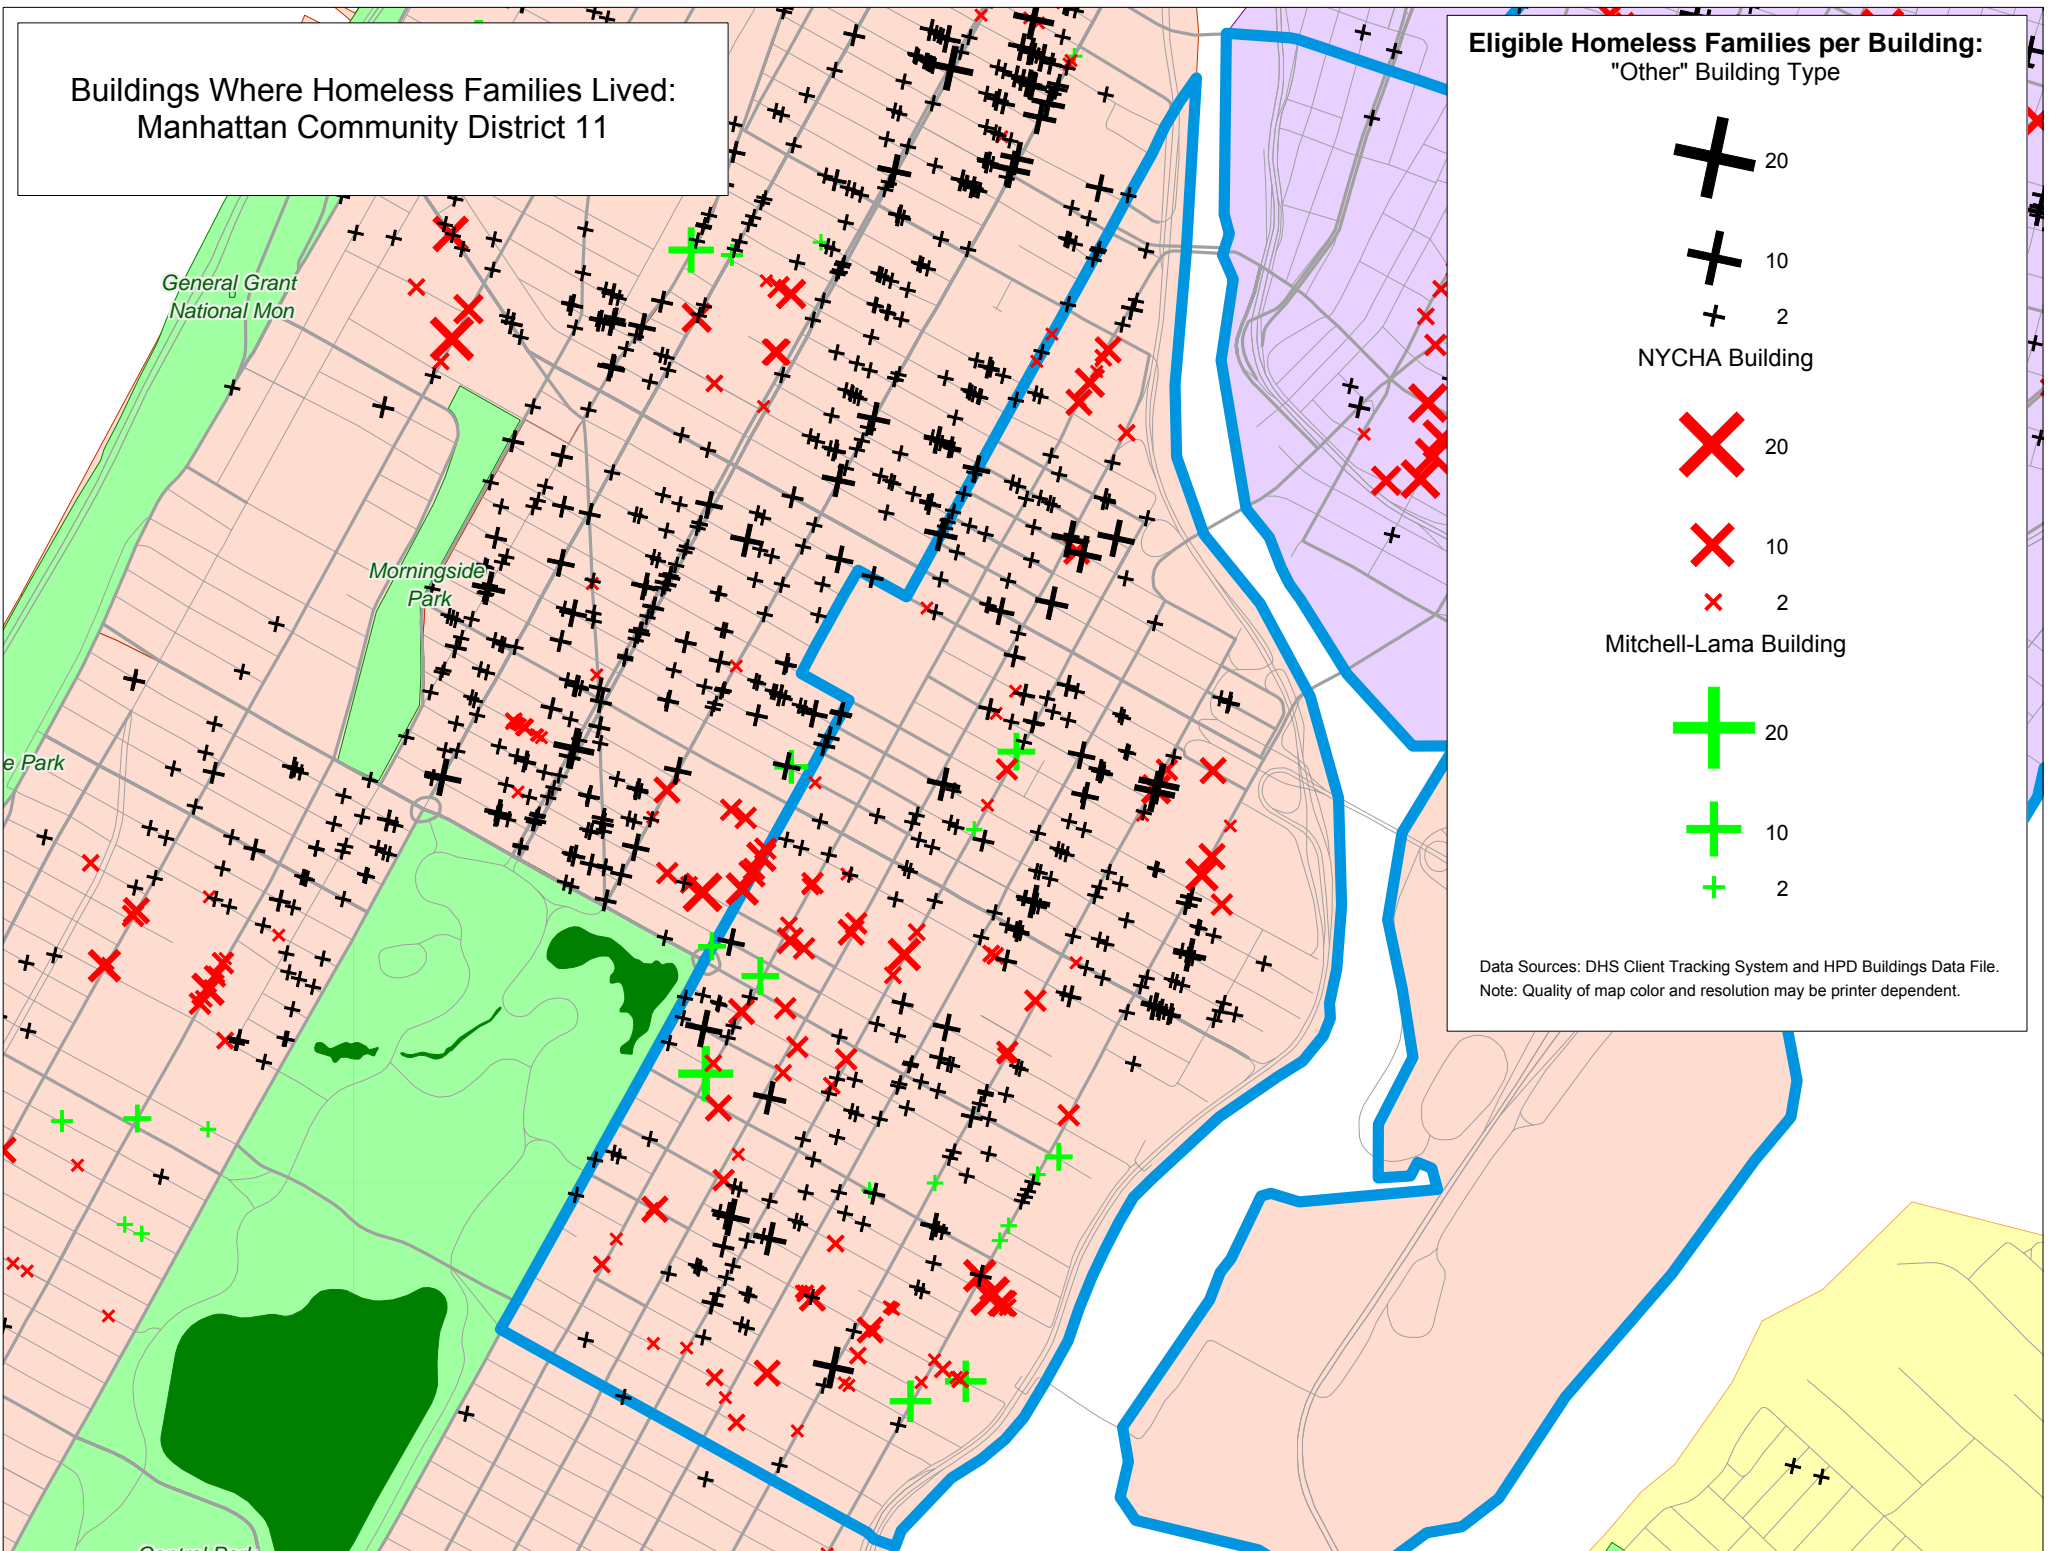 Buildings Where Homeless Families Lived:
Manhattan Community District 11
Eligible Homeless Families per Building:
"Other" Building Type
20
10
2
NYCHA Building
20
10
2
Mitchell-Lama Building
20
10
2
Data Sources: DHS Client Tracking System and HPD Buildings Data File.
Note: Quality of map color and resolution may be printer dependent.
General Grant
National Mon
Morningside
Park
e Park
Central Park